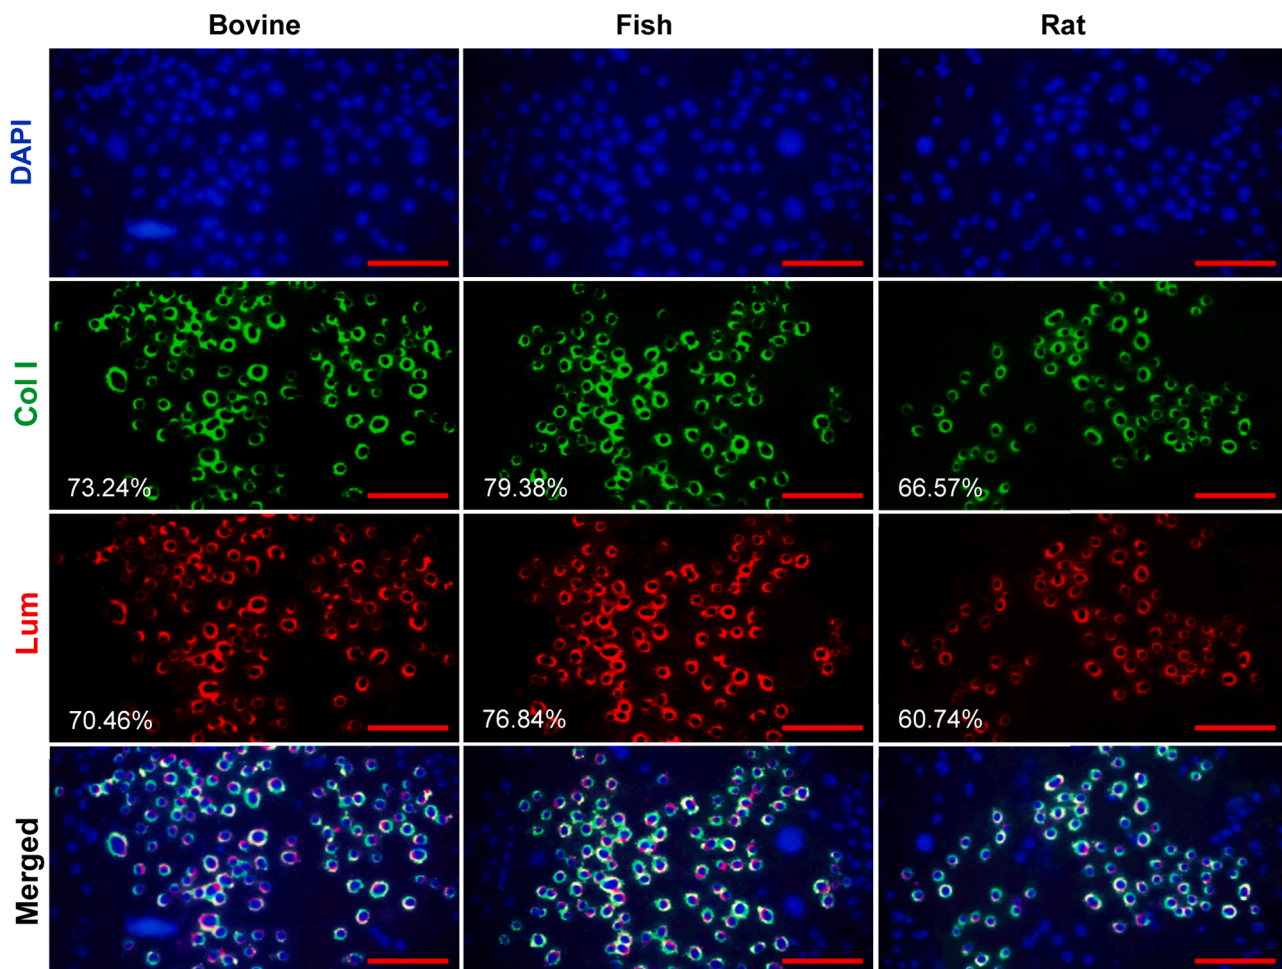 Bovine Fish Rat
DAPI
Col I
73.24% 79.38% 66.57%
Lum
70.46% 76.84% 60.74%
Merged